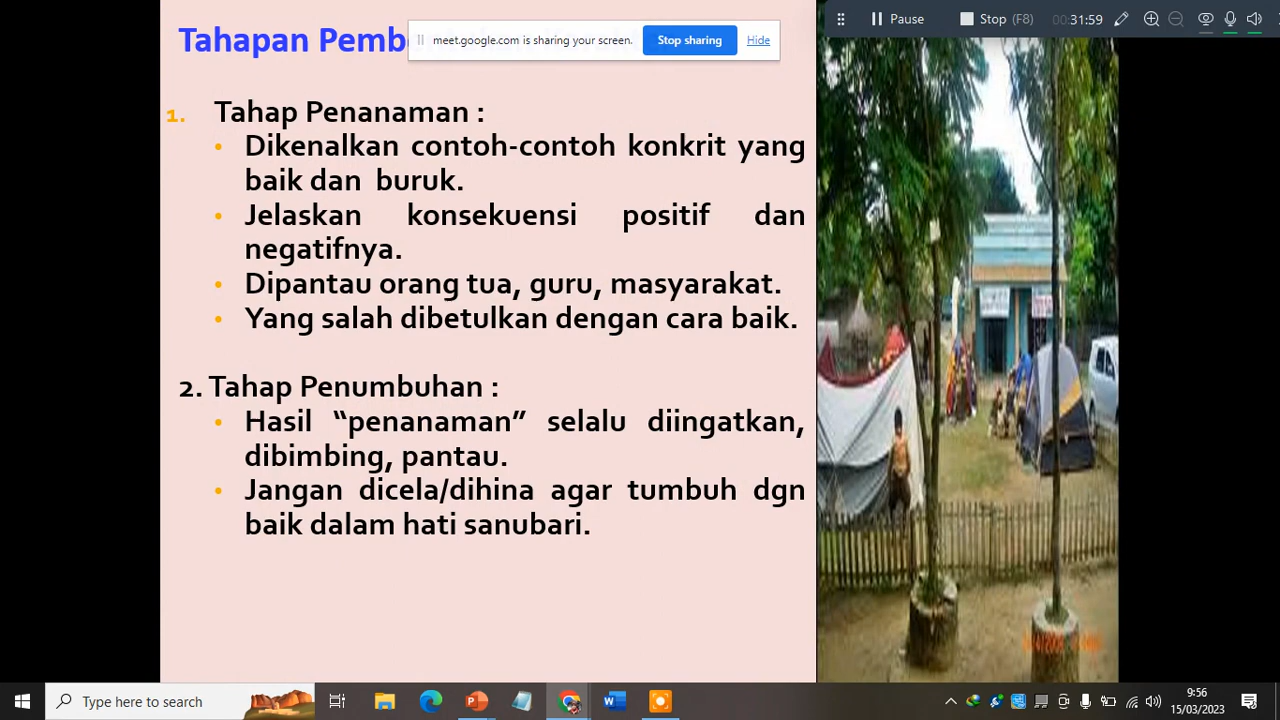 Tahapan Pemb
meet.google.com is sharing your screen.
Stop sharing
Hide
Pause
Stop (F8)
00:31:59
1. Tahap Penanaman :
• Dikenalkan contoh-contoh konkrit yang
baik dan buruk.
• Jelaskan konsekuensi positif dan
negatifnya.
• Dipantau orang tua, guru, masyarakat.
• Yang salah dibetulkan dengan cara baik.
2. Tahap Penumbuhan :
• Hasil “penanaman” selalu diingatkan,
dibimbing, pantau.
• Jangan dicela/dihina agar tumbuh dgn
baik dalam hati sanubari.
Type here to search
9:56
15/03/2023